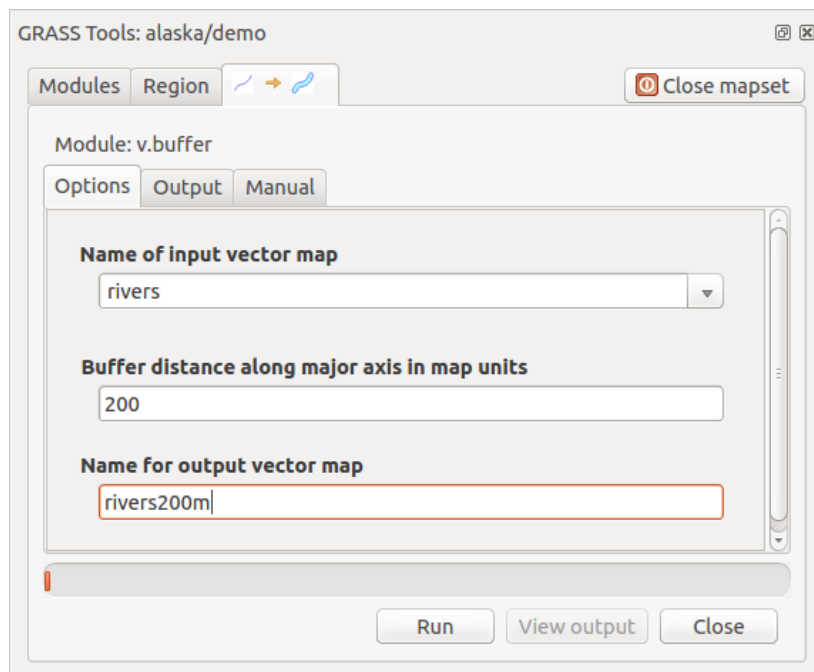 GRASS Tools: alaska/demo
Modules Region Close mapset
Module: v.buffer
Options Output Manual
Name of input vector map
rivers
Buffer distance along major axis in map units
200
Name for output vector map
rivers200m
Run View output Close